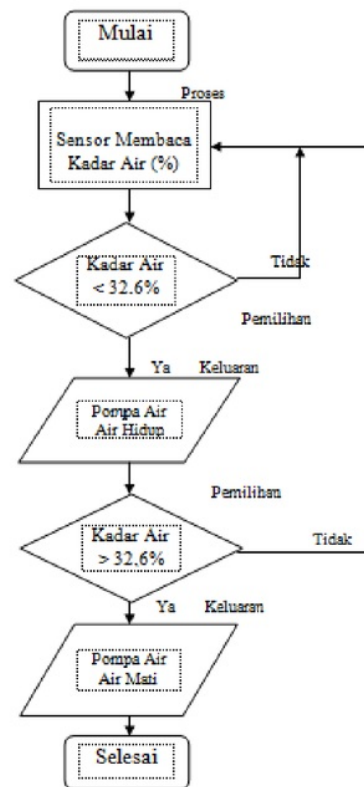 Mulai
Proses
Sensor Membaca
Kadar Air (%)
Kadar Air
< 32.6%
Tidak
Pemilihan
Ya Keluaran
Pompa Air
Air Hidup
Pemilihan
Kadar Air
> 32,6%
Tidak
Ya Keluaran
Pompa Air
Air Mati
Selesai